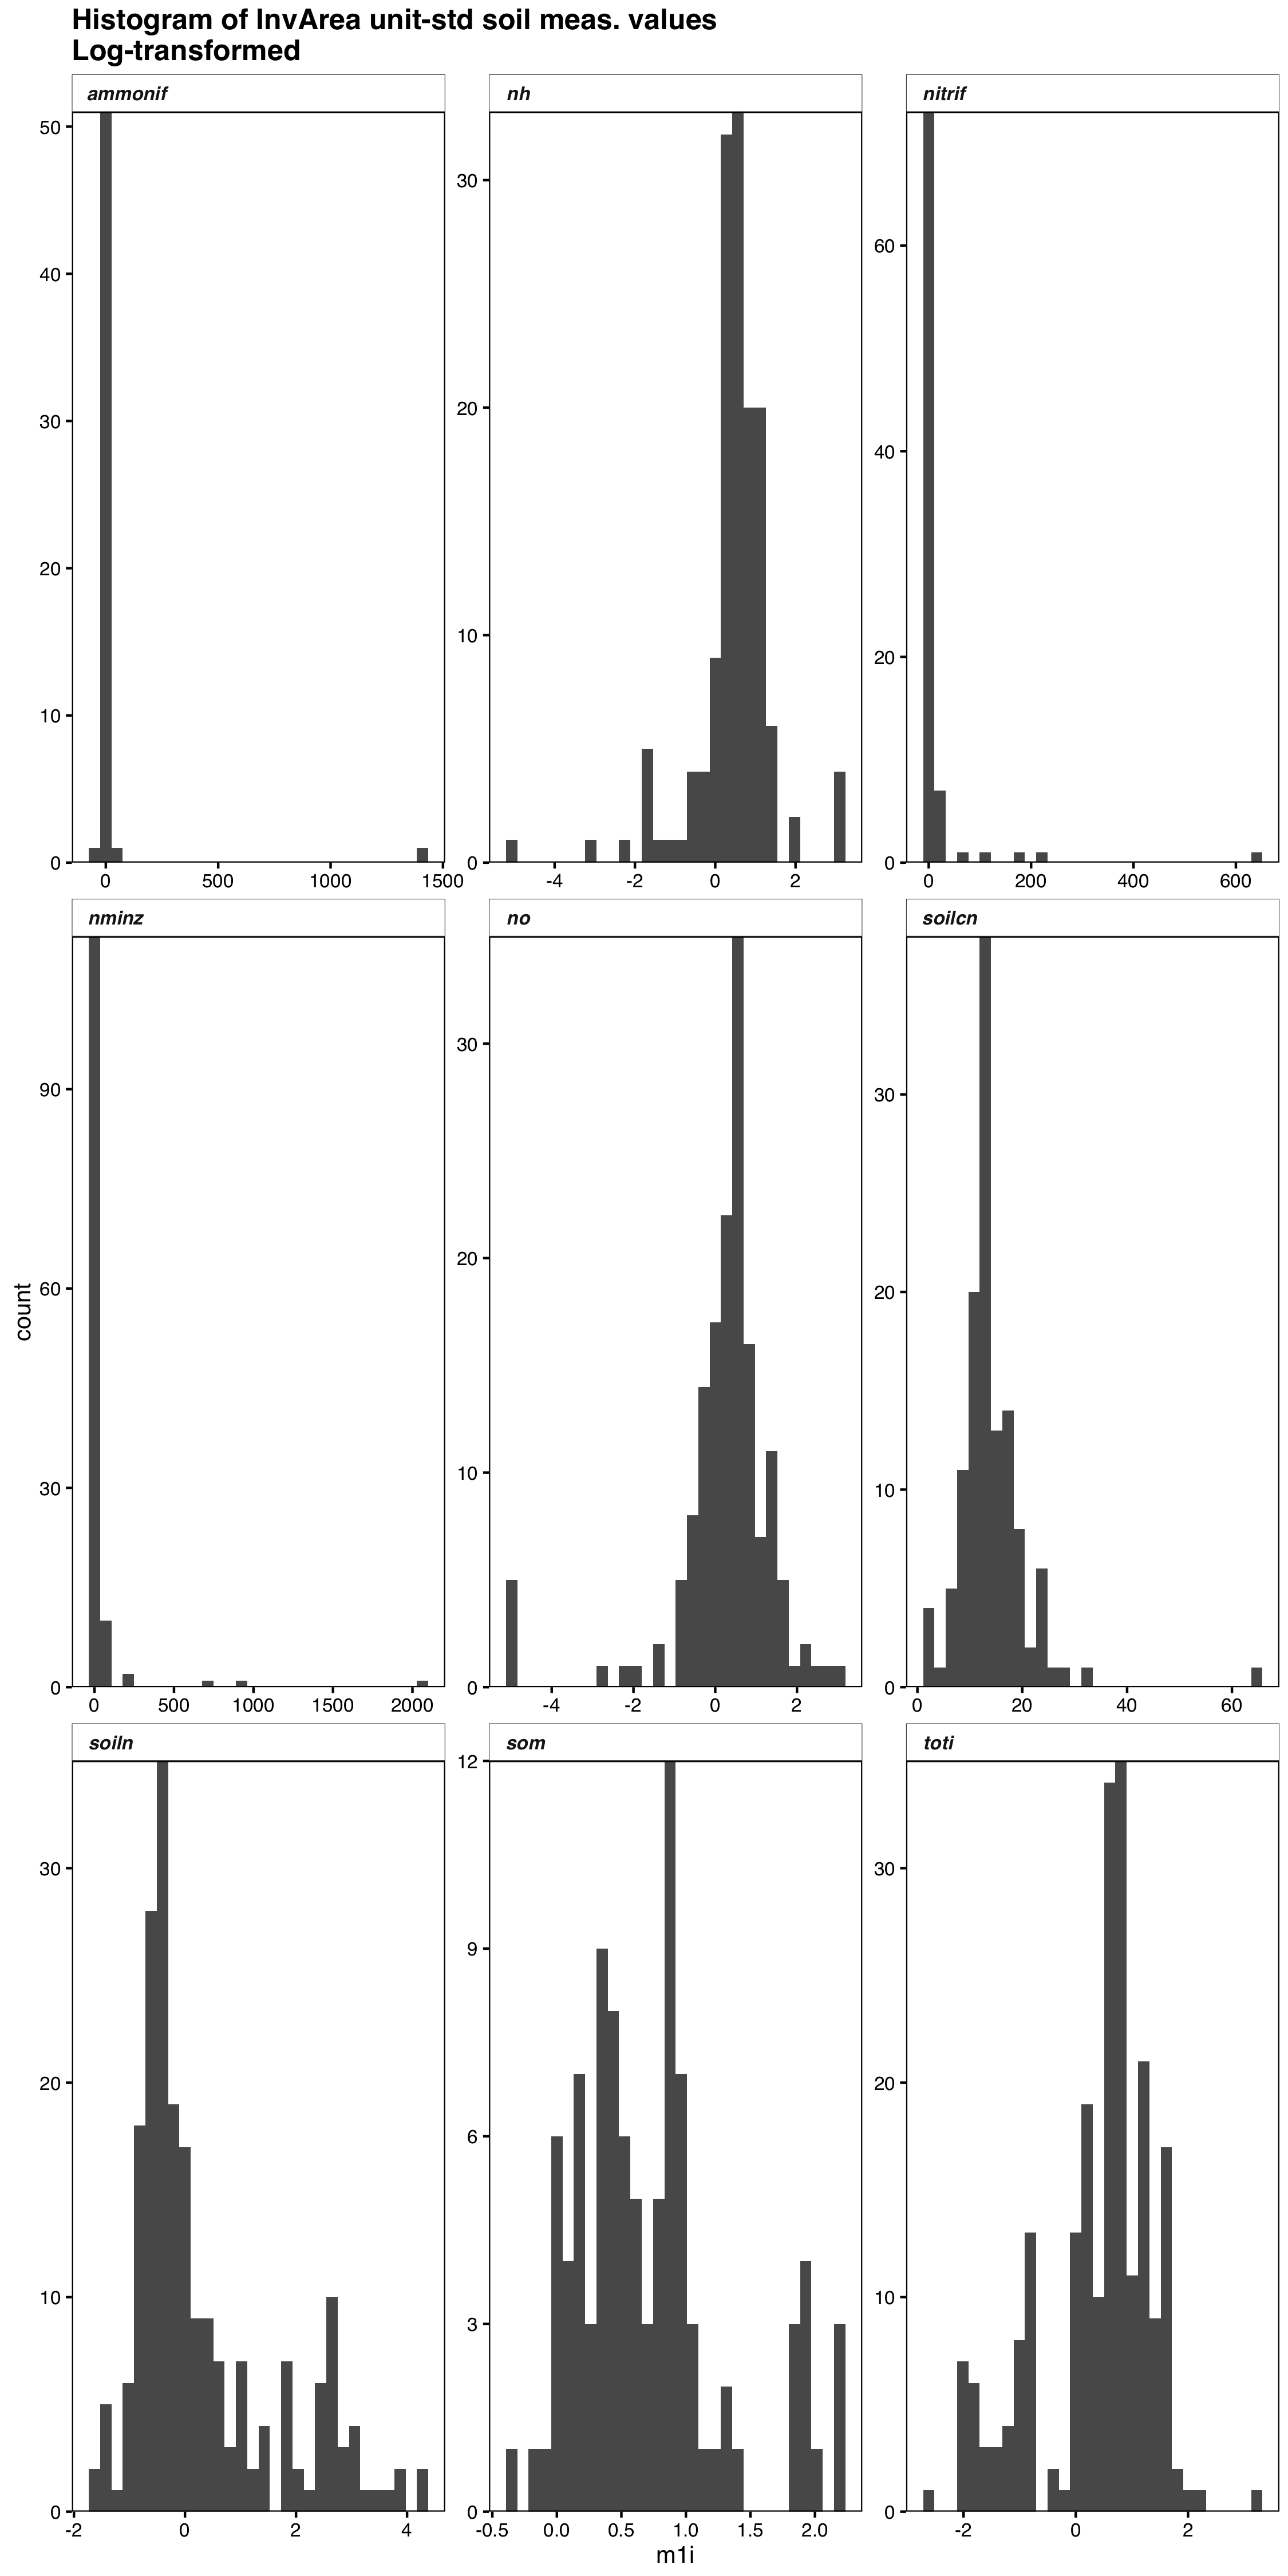 Histogram of InvArea unit-std soil meas. values
Log-transformed
ammonif
nh
nitrif
50
40
30
20
10
0
30
20
10
0
60
40
20
0
0 500 1000 1500
-4 -2 0 2
0 200 400 600
nminz
no
soilcn
90
60
30
0
30
20
10
0
30
20
10
0
0 500 1000 1500 2000
-4 -2 0 2
0 20 40 60
count
soiln
som
toti
30
20
10
0
12
9
6
3
0
30
20
10
0
-2 0 2 4
-0.5 0.0 0.5 1.0 1.5 2.0
-2 0 2
m1i